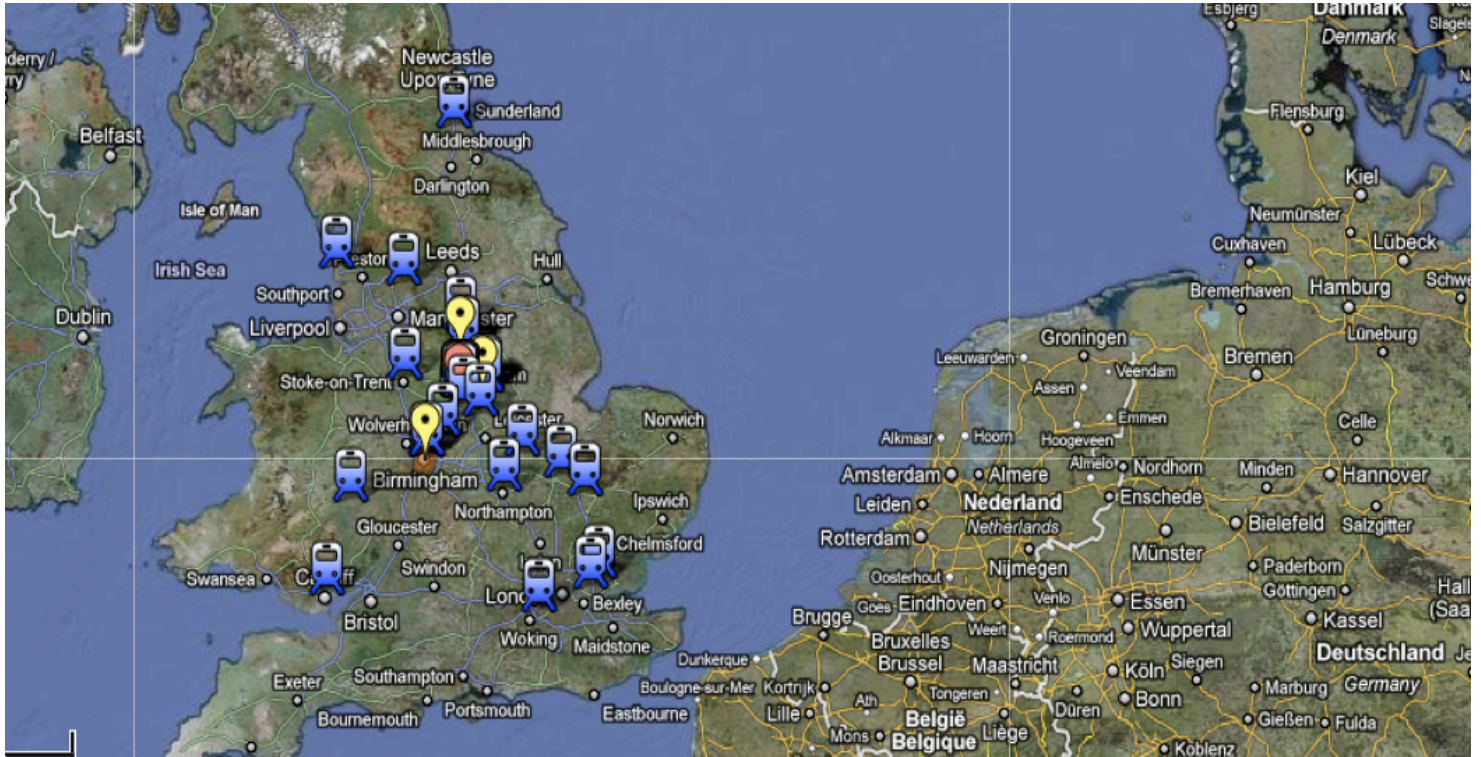 Esbjerg
Danmark
Slagels
Denmark
derry /
rry
Newcastle
Sunderland
Belfast
Middlesbrough
Darlington
Flensburg
Kiel
Isle of Man
Neumünster
Lübeck
Cuxhaven
Leeds
Hull
Irish Sea
Schwe
Southport
Bremerhaven
Hamburg
Dublin
Liverpool
Lüneburg
Groningen
Leeuwarden
Bremen
Veendam
Stoke-on-Trent
Assen
Emmen
Celle
Norwich
Alkmaar
Hoorn
Hoogeveen
Almelo
Nordhorn
Minden
Hannover
Amsterdam
Almere
Birmingham
Ipswich
Leiden
Nederland
Netherlands
Enschede
Northampton
Bielefeld
Salzgitter
Gloucester
Rotterdam
Chelmsford
Münster
Swansea
Swindon
Nijmegen
Paderborn
Oosterhout
Göttingen
Hall
(Saa
Bexley
Goes
Eindhoven
Venlo
Essen
Bristol
Brugge
Kassel
Woking
Maidstone
Weert
Roermond
Wuppertal
Bruxelles
Brussel
Dunkerque
Maastricht
Köln
Siegen
Deutschland
Je
Germany
Exeter
Southampton
Boulogne-sur-Mer
Kortrijk
Ath
Tongeren
Düren
Bonn
Marburg
Bournemouth
Portsmouth
Eastbourne
Lille
België
Belgique
Liège
Gießen
Fulda
Mons
Koblenz